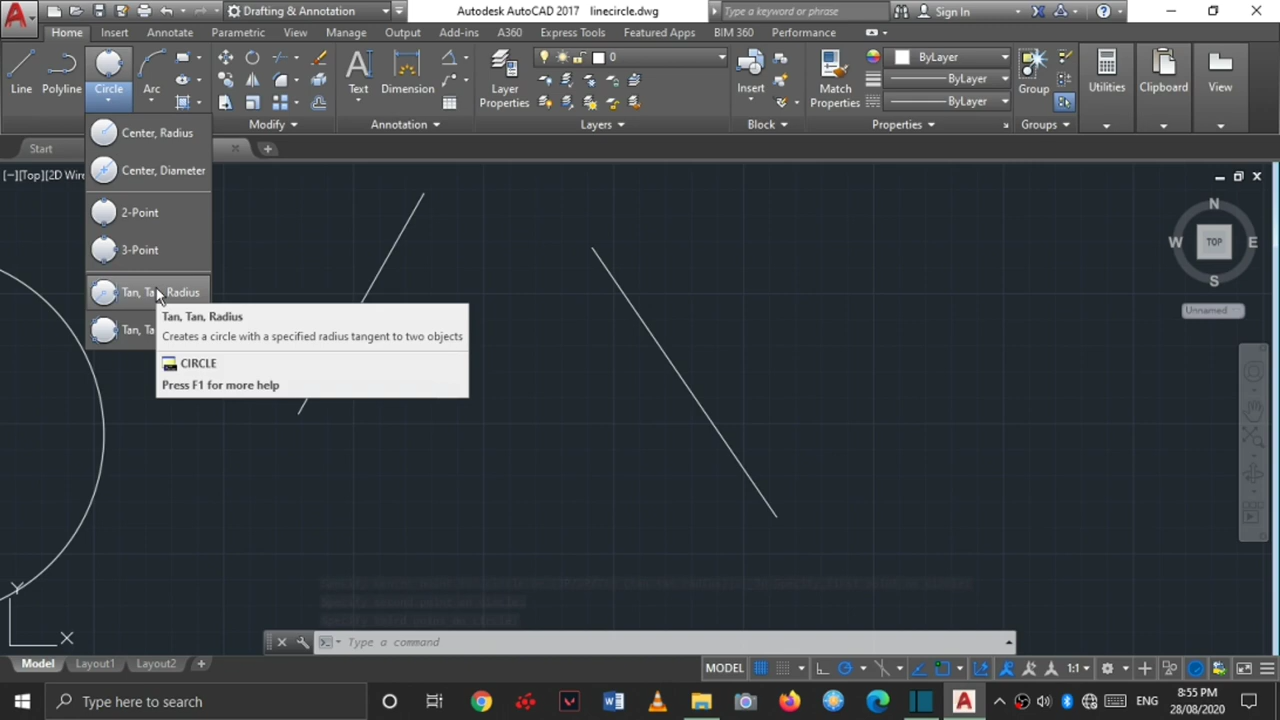 Drafting & Annotation
Autodesk AutoCAD 2017 linecircle.dwg
Type a keyword or phrase
Sign In
Home Insert Annotate Parametric View Manage Output Add-ins A360 Express Tools Featured Apps BIM 360 Performance
Line
Polyline
Circle
Arc
Text
Dimension
Layer
Properties
0
Insert
Match
Properties
ByLayer
ByLayer
ByLayer
Group
Utilities
Clipboard
View
Modify
Annotation
Layers
Block
Properties
Groups
Start
Center, Radius
Center, Diameter
2-Point
3-Point
Tan, Radius
Tan, Ta
[−][Top][2D Wir
Tan, Tan, Radius
Creates a circle with a specified radius tangent to two objects
CIRCLE
Press F1 for more help
N
W TOP E
S
Unnamed
Y
X
Type a command
Model Layout1 Layout2
MODEL
1:1
Type here to search
ENG
8:55 PM
28/08/2020